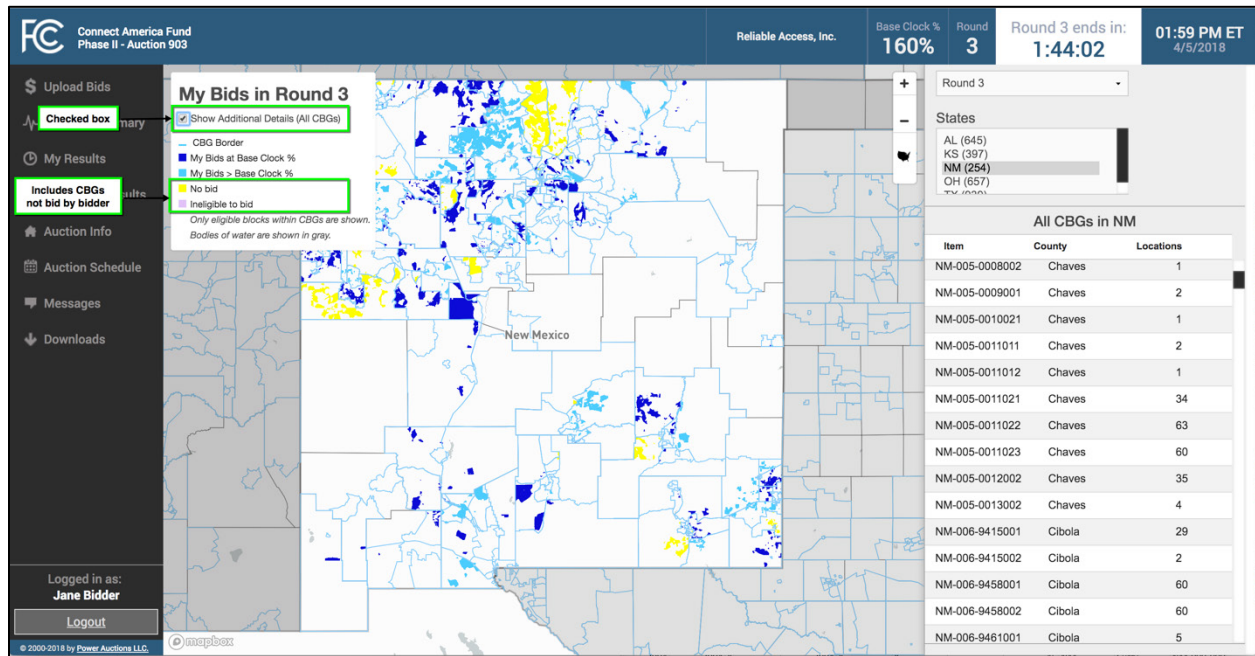 FCC
Connect America Fund
Phase II - Auction 903
Reliable Access, Inc.
Base Clock %
160%
Round
3
Round 3 ends in:
1:44:02
01:59 PM ET
4/5/2018
Upload Bids
Checked box
mary
My Results
Includes CBGs
not bid by bidder
Auction Info
Auction Schedule
Messages
Downloads
Logged in as:
Jane Bidder
Logout
© 2000-2018 by Power Auctions LLC.
My Bids in Round 3
Show Additional Details (All CBGs)
CBG Border
My Bids at Base Clock %
My Bids > Base Clock %
No bid
Ineligible to bid
Only eligible blocks within CBGs are shown.
Bodies of water are shown in gray.
New Mexico
mapbox
+
−
Round 3
States
AL (645)
KS (397)
NM (254)
OH (657)
All CBGs in NM
Item County Locations
NM-005-0008002 Chaves 1
NM-005-0009001 Chaves 2
NM-005-0010021 Chaves 1
NM-005-0011011 Chaves 2
NM-005-0011012 Chaves 1
NM-005-0011021 Chaves 34
NM-005-0011022 Chaves 63
NM-005-0011023 Chaves 60
NM-005-0012002 Chaves 35
NM-005-0013002 Chaves 4
NM-006-9415001 Cibola 29
NM-006-9415002 Cibola 2
NM-006-9458001 Cibola 60
NM-006-9458002 Cibola 60
NM-006-9461001 Cibola 5